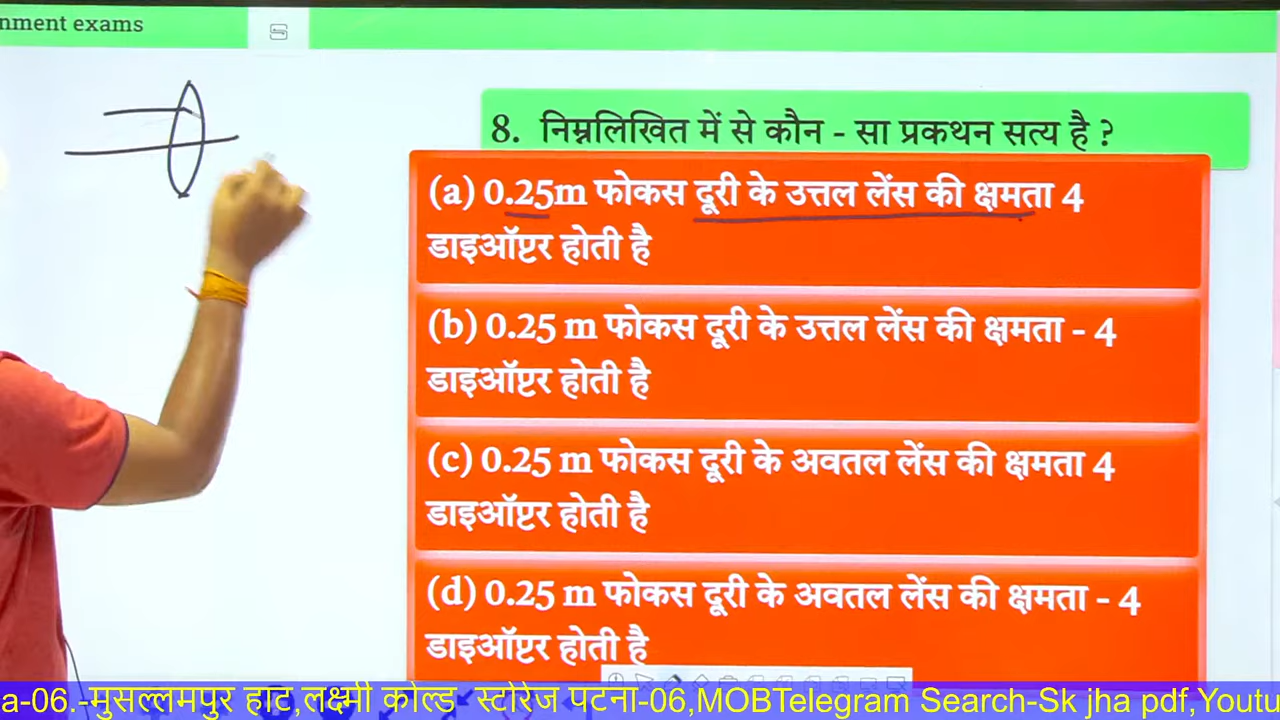 nment exams
8. निम्नलिखित में से कौन - सा प्रकथन सत्य है ?
(a) 0.25m फोकस दूरी के उत्तल लेंस की क्षमता 4
डाइऑप्टर होती है
(b) 0.25 m फोकस दूरी के उत्तल लेंस की क्षमता - 4
डाइऑप्टर होती है
(c) 0.25 m फोकस दूरी के अवतल लेंस की क्षमता 4
डाइऑप्टर होती है
(d) 0.25 m फोकस दूरी के अवतल लेंस की क्षमता - 4
डाइऑप्टर होती है
a-06.-मुसल्लमपुर हाट,लक्ष्मी कोल्ड स्टोरेज पटना-06,MOBTelegram Search-Sk jha pdf,Youtu